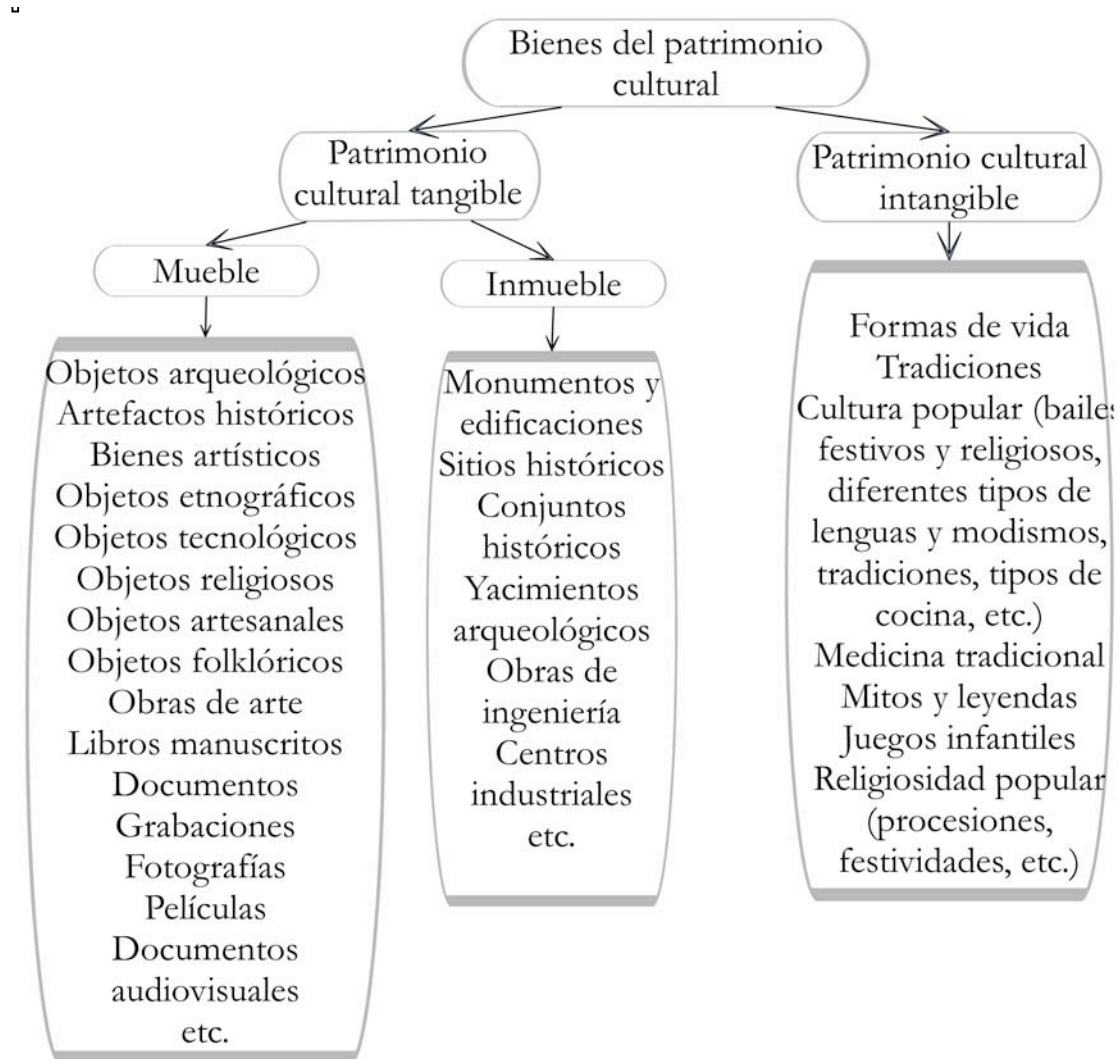 Bienes del patrimonio
cultural
Patrimonio
cultural tangible
Patrimonio cultural
intangible
Mueble
Inmueble
Objetos arqueológicos
Artefactos históricos
Bienes artísticos
Objetos etnográficos
Objetos tecnológicos
Objetos religiosos
Objetos artesanales
Objetos folklóricos
Obras de arte
Libros manuscritos
Documentos
Grabaciones
Fotografías
Películas
Documentos
audiovisuales
etc.
Monumentos y
edificaciones
Sitios históricos
Conjuntos
históricos
Yacimientos
arqueológicos
Obras de
ingeniería
Centros
industriales
etc.
Formas de vida
Tradiciones
Cultura popular (bailes
festivos y religiosos,
diferentes tipos de
lenguas y modismos,
tradiciones, tipos de
cocina, etc.)
Medicina tradicional
Mitos y leyendas
Juegos infantiles
Religiosidad popular
(procesiones,
festividades, etc.)